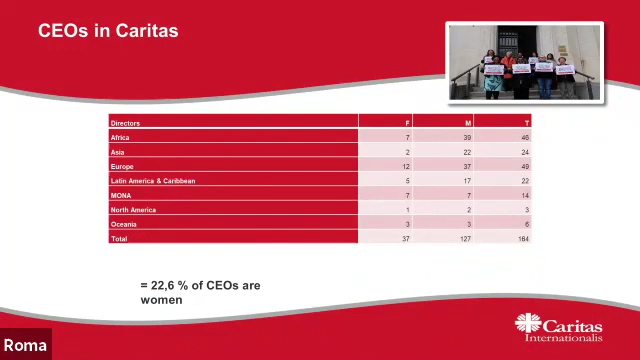 CEOs in Caritas
Directors F M T
Africa 7 39 46
Asia 2 22 24
Europe 12 37 49
Latin America & Caribbean 5 17 22
MONA 7 7 14
North America 1 2 3
Oceania 3 3 6
Total 37 127 164
= 22,6 % of CEOs are
women
Caritas
Internationalis
Roma